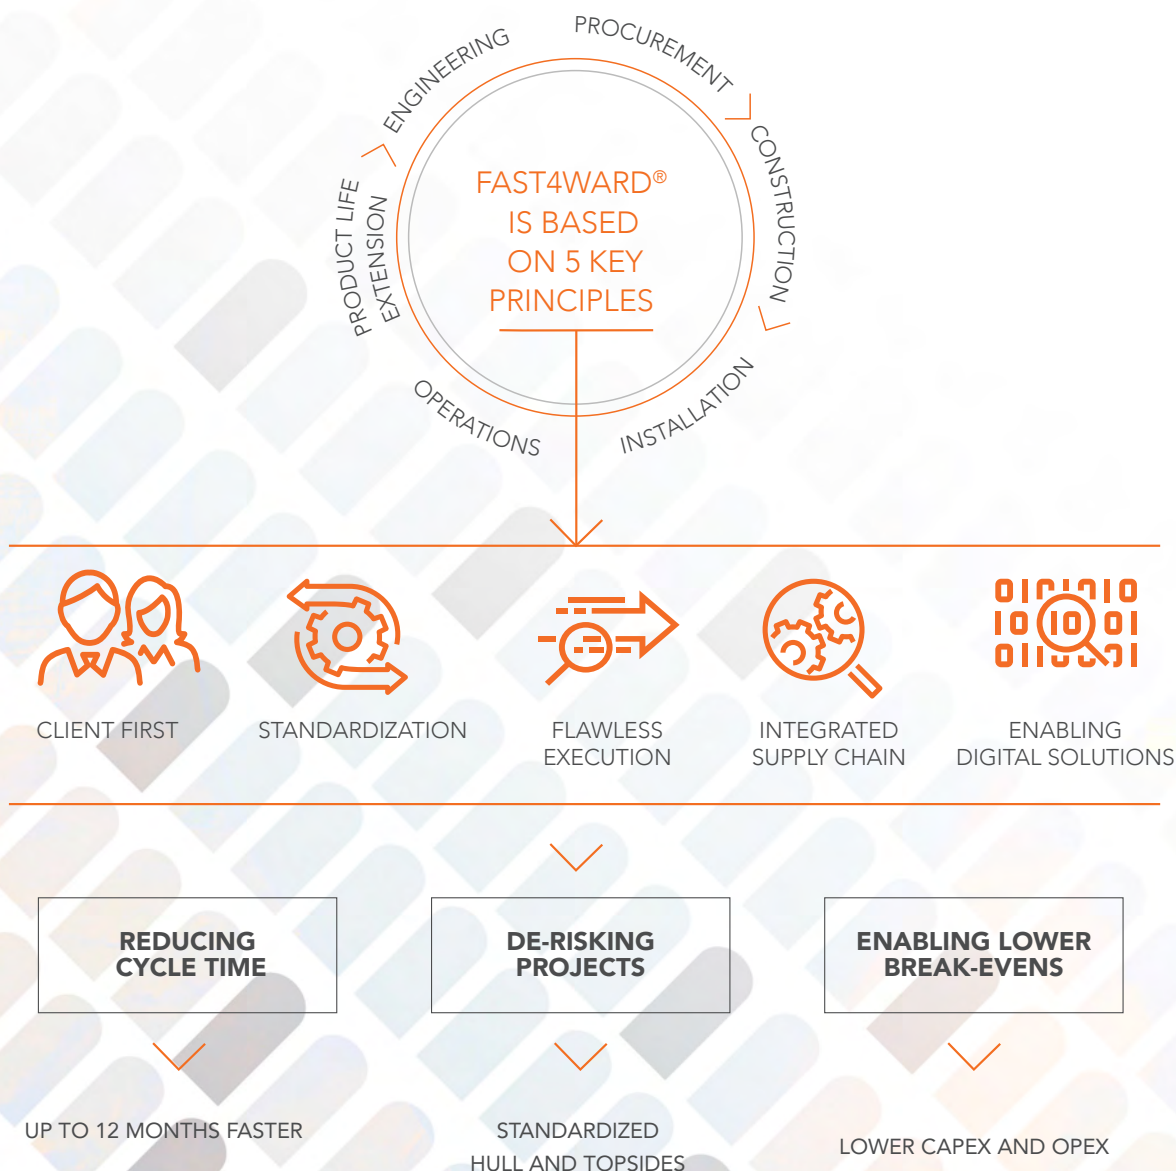 ENGINEERING
PROCUREMENT
CONSTRUCTION
INSTALLATION
OPERATIONS
PRODUCT LIFE
EXTENSION
FAST4WARD®
IS BASED
ON 5 KEY
PRINCIPLES
CLIENT FIRST
STANDARDIZATION
FLAWLESS
EXECUTION
INTEGRATED
SUPPLY CHAIN
ENABLING
DIGITAL SOLUTIONS
REDUCING
CYCLE TIME
DE-RISKING
PROJECTS
ENABLING LOWER
BREAK-EVENS
UP TO 12 MONTHS FASTER
STANDARDIZED
HULL AND TOPSIDES
LOWER CAPEX AND OPEX